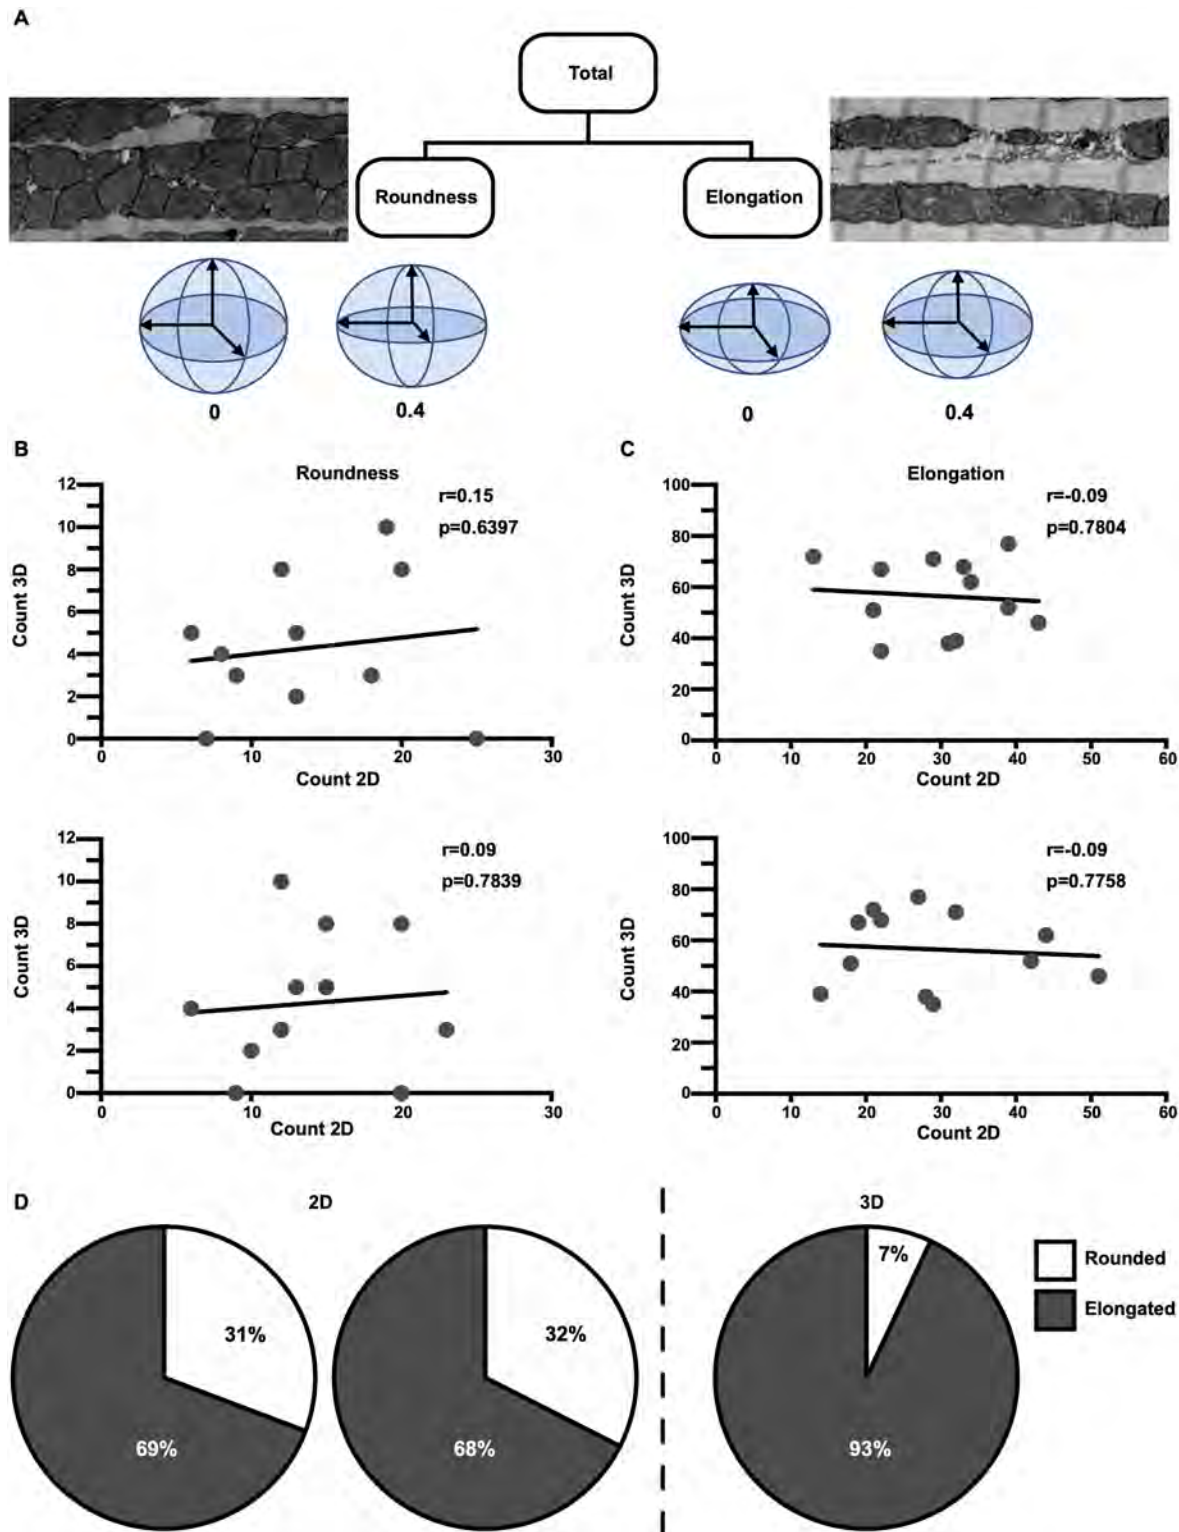 A
Total
Roundness
Elongation
0
0.4
0
0.4
B
Roundness
r=0.15
p=0.6397
12
10
8
6
4
2
0
Count 3D
0
10
20
30
Count 2D
C
Elongation
r=-0.09
p=0.7804
100
80
60
40
20
0
Count 3D
0
10
20
30
40
50
60
Count 2D
r=0.09
p=0.7839
12
10
8
6
4
2
0
Count 3D
0
10
20
30
Count 2D
r=-0.09
p=0.7758
100
80
60
40
20
0
Count 3D
0
10
20
30
40
50
60
Count 2D
D
2D
3D
31%
69%
32%
68%
7%
93%
Rounded
Elongated